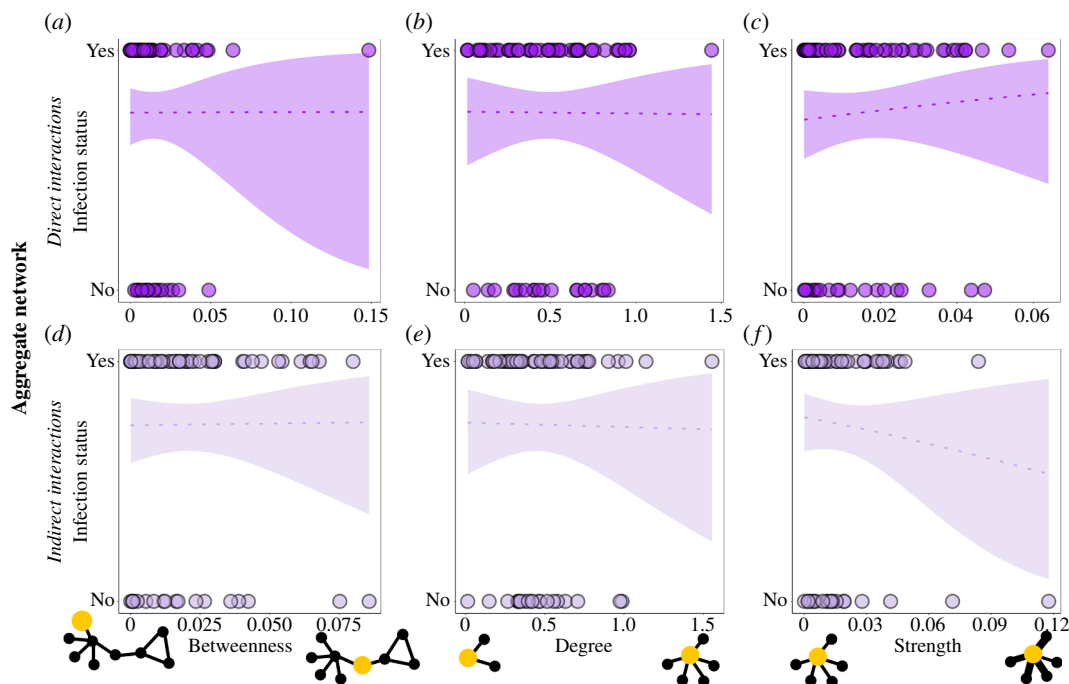 (a)
(b)
(c)
Aggregate network
Direct interactions
Infection status
Yes
No
0
0.05
0.10
0.15
Yes
No
0
0.5
1.0
1.5
Yes
No
0
0.02
0.04
0.06
(d)
(e)
(f)
Indirect interactions
Infection status
Yes
No
0
0.025
0.050
0.075
Betweenness
Yes
No
0
0.5
1.0
1.5
Degree
Yes
No
0
0.03
0.06
0.09
0.12
Strength